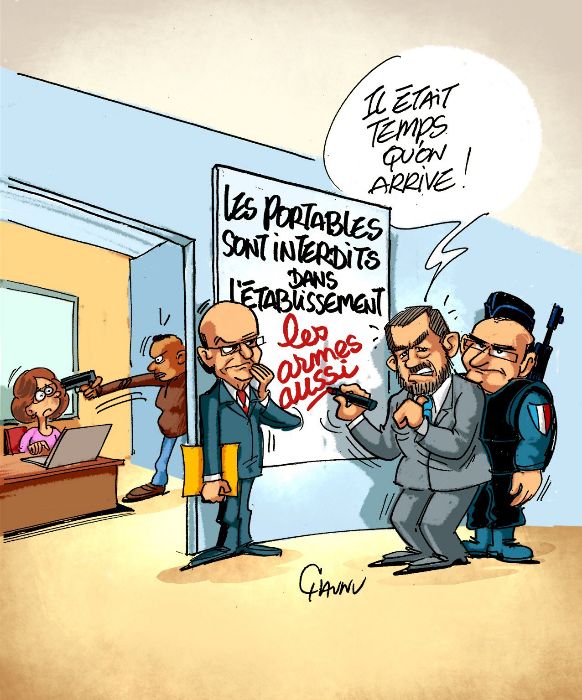 IL ÉTAIT
TEMPS
QU'ON
ARRIVE !
LES PORTABLES
SONT INTERDITS
DANS
L'ÉTABLISSEMENT
les
armes
aussi
CHAUNU